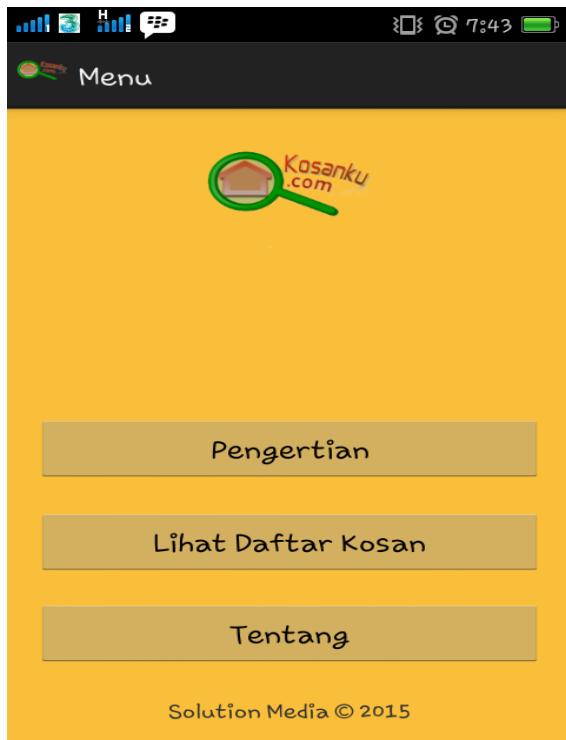 H 7:43
Menu
Kosanku
.com
Pengertian
Lihat Daftar Kosan
Tentang
Solution Media © 2015